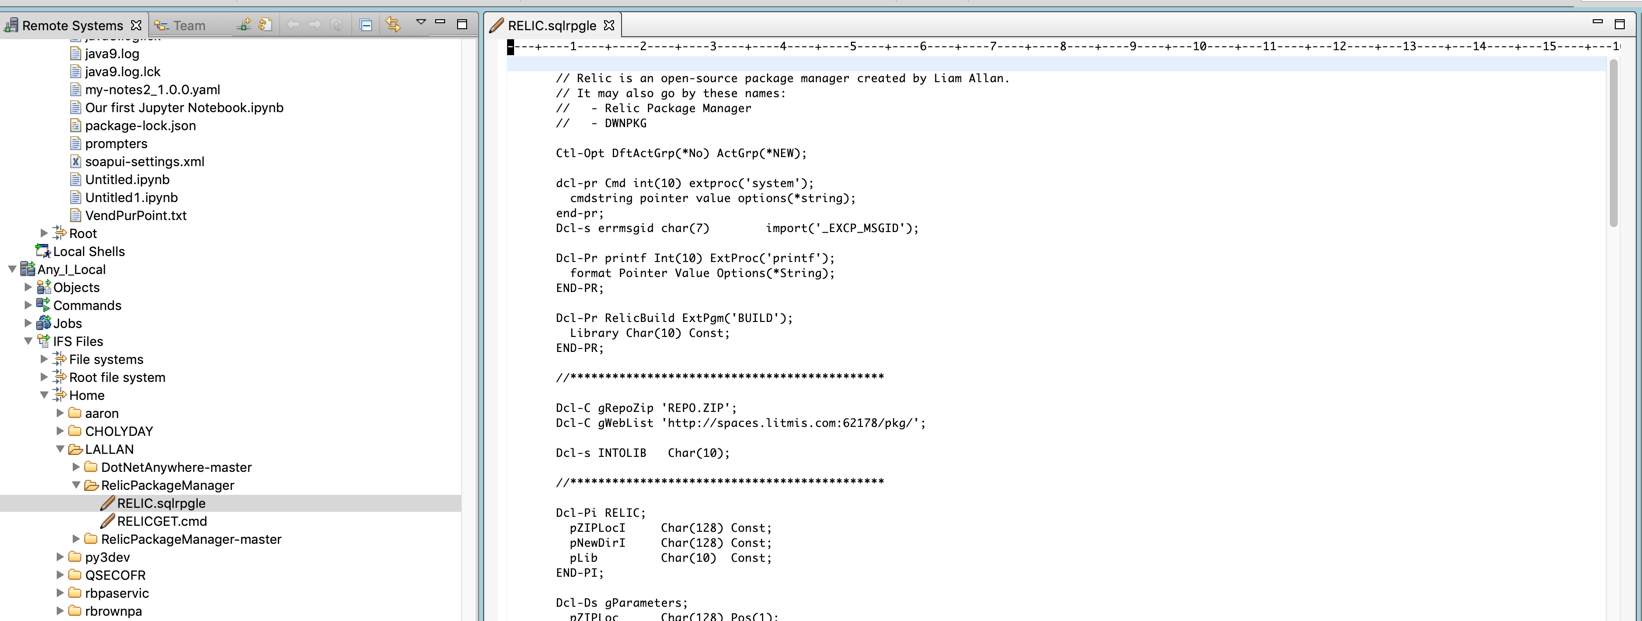 Remote Systems
Team
java9.log
java9.log.lck
my-notes2_1.0.0.yaml
Our first Jupyter Notebook.ipynb
package-lock.json
prompters
soapui-settings.xml
Untitled.ipynb
Untitled1.ipynb
VendPurPoint.txt
Root
Local Shells
Any_I_Local
Objects
Commands
Jobs
IFS Files
File systems
Root file system
Home
aaron
CHOLYDAY
LALLAN
DotNetAnywhere-master
RelicPackageManager
RELIC.sqlrpgle
RELICGET.cmd
RelicPackageManager-master
py3dev
QSECOFR
rbpaservic
rbrownpa
RELIC.sqlrpgle
----+----1----+----2----+----3----+----4----+----5----+----6----+----7----+----8----+----9----+---10----+---11----+---12----+---13----+---14----+---15----+---1
// Relic is an open-source package manager created by Liam Allan.
// It may also go by these names:
//   - Relic Package Manager
//   - DWNPKG
Ctl-Opt DftActGrp(*No) ActGrp(*NEW);
dcl-pr Cmd int(10) extproc('system');
  cmdstring pointer value options(*string);
end-pr;
Dcl-s errmsgid char(7)        import('_EXCP_MSGID');
Dcl-Pr printf Int(10) ExtProc('printf');
  format Pointer Value Options(*String);
END-PR;
Dcl-Pr RelicBuild ExtPgm('BUILD');
  Library Char(10) Const;
END-PR;
//*********************************************
Dcl-C gRepoZip 'REPO.ZIP';
Dcl-C gWebList 'http://spaces.litmis.com:62178/pkg/';
Dcl-s INTOLIB   Char(10);
//*********************************************
Dcl-Pi RELIC;
  pZIPLocI     Char(128) Const;
  pNewDirI     Char(128) Const;
  pLib         Char(10)  Const;
END-PI;
Dcl-Ds gParameters;
  pZIPLoc      Char(128) Pos(1);